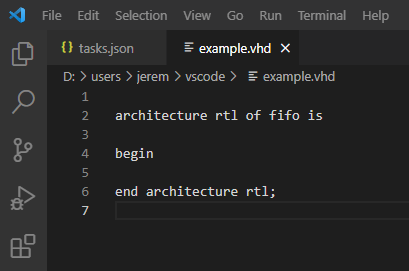 File Edit Selection View Go Run Terminal Help
{} tasks.json example.vhd ×
D: > users > jerem > vscode > example.vhd
1
2 architecture rtl of fifo is
3
4 begin
5
6 end architecture rtl;
7